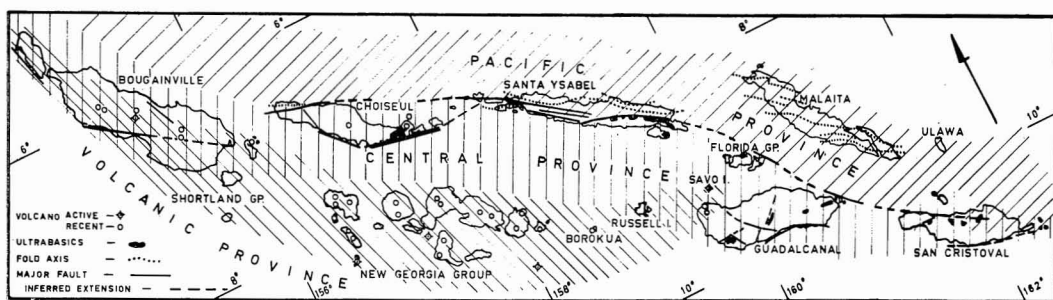 6°
8°
10°
BOUGAINVILLE
PACIFIC
SANTA YSABEL
CHOISEUL
MALAITA
PROVINCE
ULAWA
10°
6°
CENTRAL PROVINCE
FLORIDA GP.
SAVO I
VOLCANIC PROVINCE
SHORTLAND GP.
RUSSELL I.
BOROKUA
GUADALCANAL
SAN CRISTOVAL
NEW GEORGIA GROUP
VOLCANO ACTIVE -
RECENT - O
ULTRABASICS -
FOLD AXIS -
MAJOR FAULT -
INFERRED EXTENSION -
8°
156°
158°
10°
160°
162°